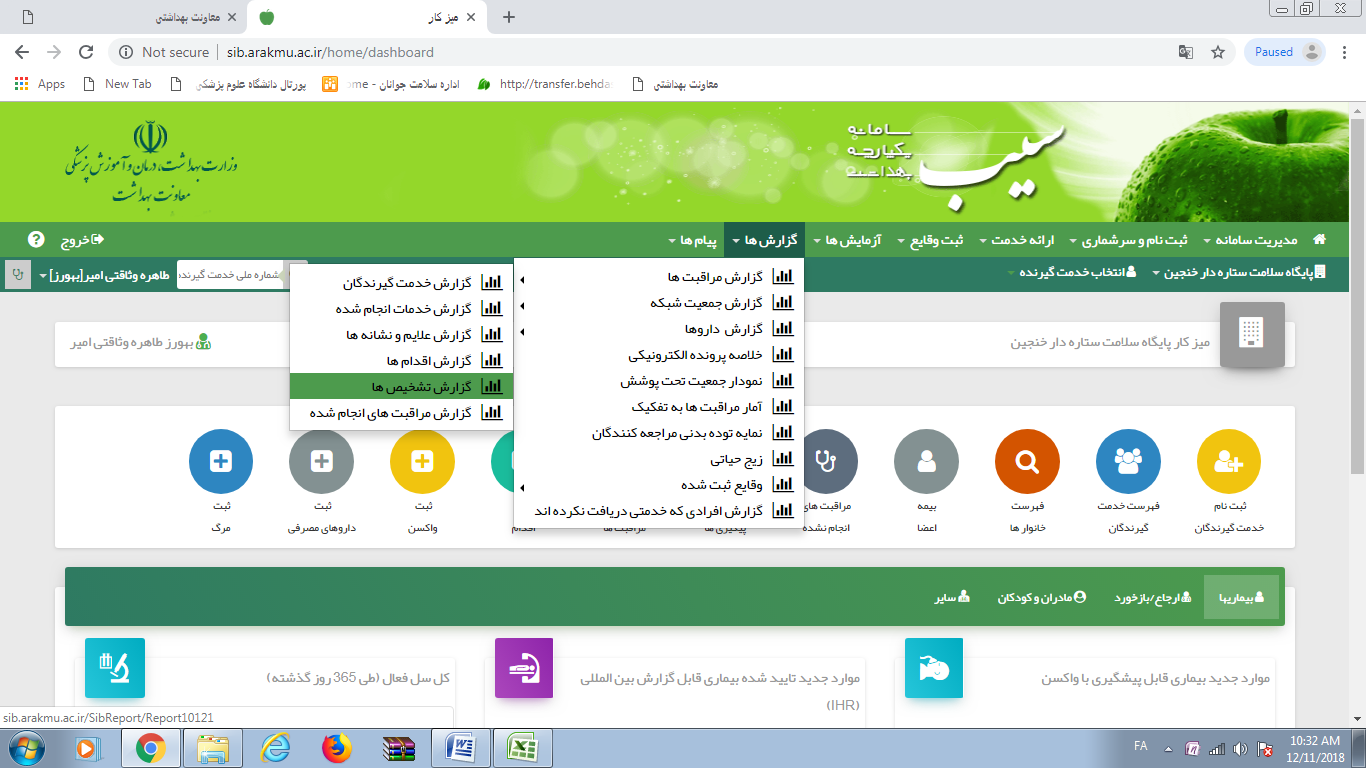 معاونت بهداشتی
میز کار
Not secure
sib.arakmu.ac.ir/home/dashboard
Paused
Apps
New Tab
پورتال دانشگاه علوم پزشکی
اداره سلامت جوانان - ome
http://transfer.behda
معاونت بهداشتی
وزارت بهداشت، درمان و آموزش پزشکی
معاونت بهداشت
سامانه
یکپارچه
بهداشت
سیب
مدیریت سامانه
ثبت نام و سرشماری
ارائه خدمت
ثبت وقایع
آزمایش ها
گزارش ها
پیام ها
خروج
پایگاه سلامت ستاره دار خنجین
انتخاب خدمت گیرنده
شماره ملی خدمت گیرنده
طاهره وثاقتی امیر[بهورز]
گزارش مراقبت ها
گزارش جمعیت شبکه
گزارش داروها
خلاصه پرونده الکترونیکی
نمودار جمعیت تحت پوشش
آمار مراقبت ها به تفکیک
نمایه توده بدنی مراجعه کنندگان
زیج حیاتی
وقایع ثبت شده
گزارش افرادی که خدمتی دریافت نکرده اند
گزارش خدمت گیرندگان
گزارش خدمات انجام شده
گزارش علایم و نشانه ها
گزارش اقدام ها
گزارش تشخیص ها
گزارش مراقبت های انجام شده
میز کار پایگاه سلامت ستاره دار خنجین
بهورز طاهره وثاقتی امیر
ثبت نام
خدمت گیرندگان
فهرست خدمت
گیرندگان
فهرست
خانوار ها
بیمه
اعضا
مراقبت های
انجام نشده
ثبت
واکسن
ثبت
داروهای مصرفی
ثبت
مرگ
بیماریها
ارجاع/بازخورد
مادران و کودکان
سایر
موارد جدید بیماری قابل پیشگیری با واکسن
موارد جدید تایید شده بیماری قابل گزارش بین المللی
(IHR)
کل سل فعال (طی 365 روز گذشته)
sib.arakmu.ac.ir/SibReport/Report10121
FA
10:32 AM
12/11/2018